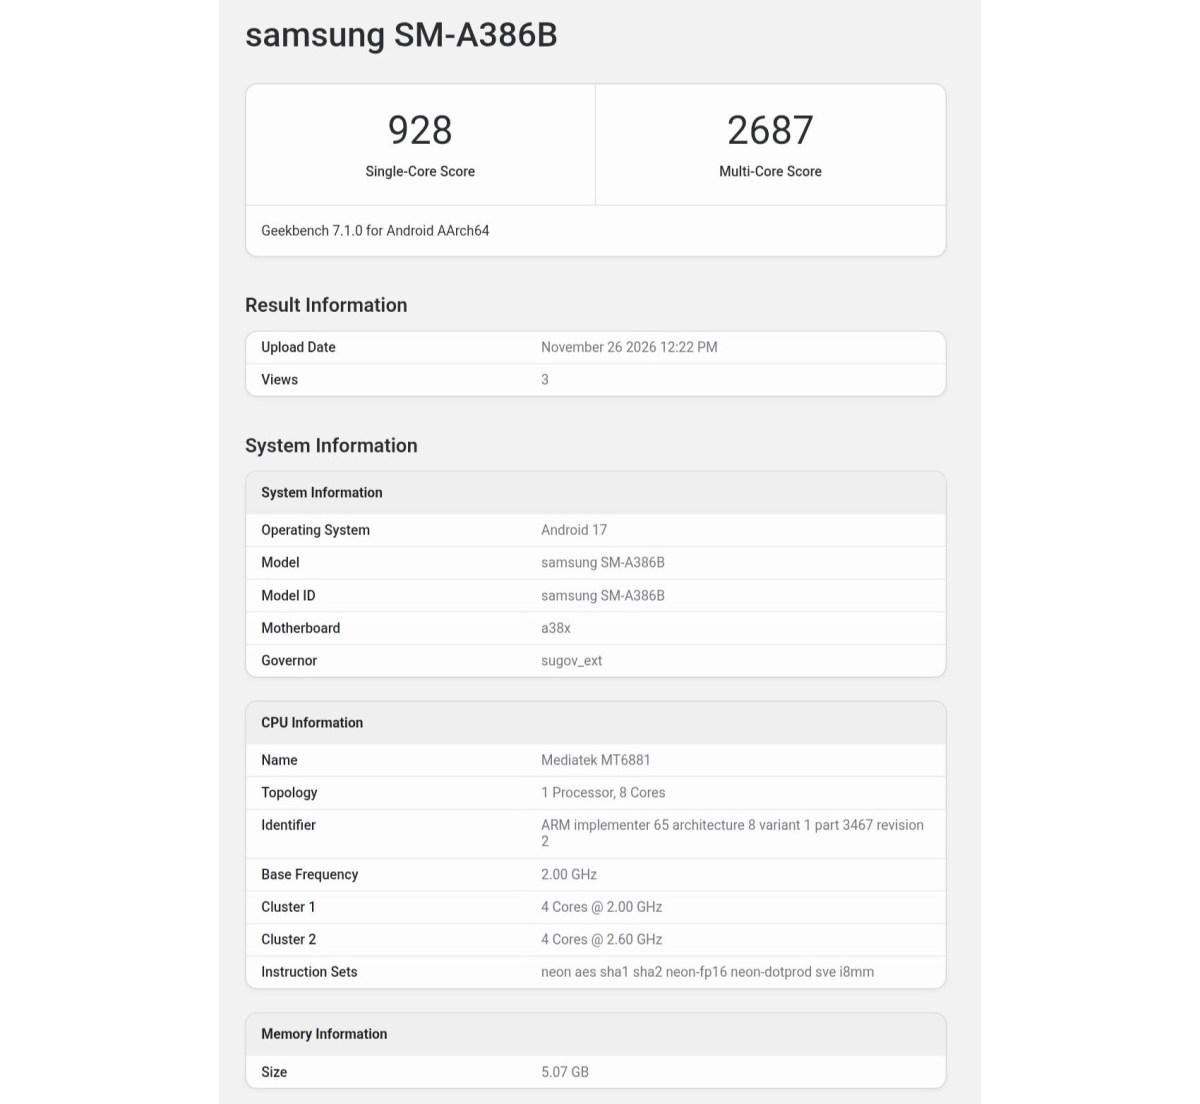 samsung SM-A386B
928
Single-Core Score
2687
Multi-Core Score
Geekbench 7.1.0 for Android AArch64
Result Information
Upload Date November 26 2026 12:22 PM
Views 3
System Information
System Information
Operating System Android 17
Model samsung SM-A386B
Model ID samsung SM-A386B
Motherboard a38x
Governor sugov_ext
CPU Information
Name Mediatek MT6881
Topology 1 Processor, 8 Cores
Identifier ARM implementer 65 architecture 8 variant 1 part 3467 revision
2
Base Frequency 2.00 GHz
Cluster 1 4 Cores @ 2.00 GHz
Cluster 2 4 Cores @ 2.60 GHz
Instruction Sets neon aes sha1 sha2 neon-fp16 neon-dotprod sve i8mm
Memory Information
Size 5.07 GB